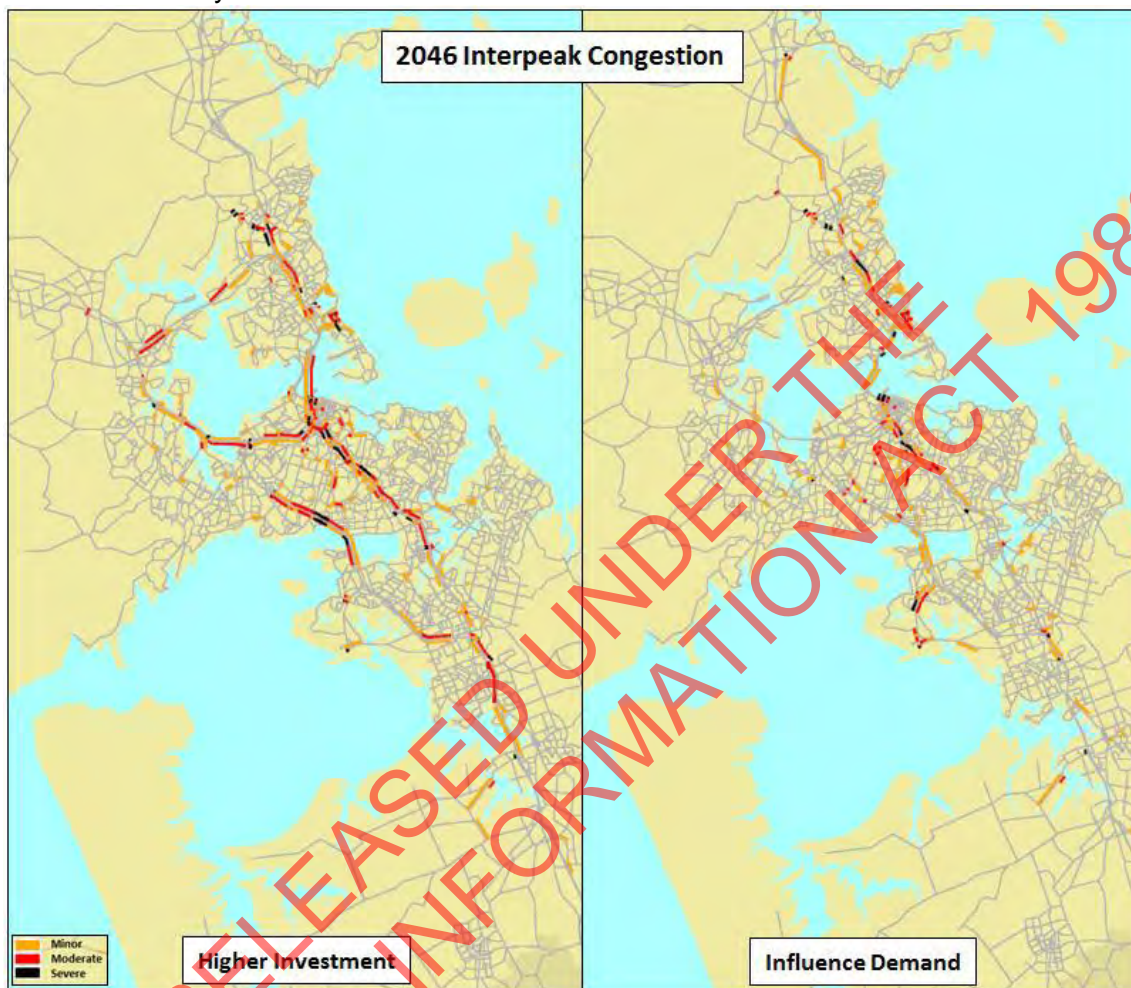 2046 Interpeak Congestion
Minor
Moderate
Severe
Higher Investment
Influence Demand
RELEASED UNDER THE
INFORMATION ACT 198